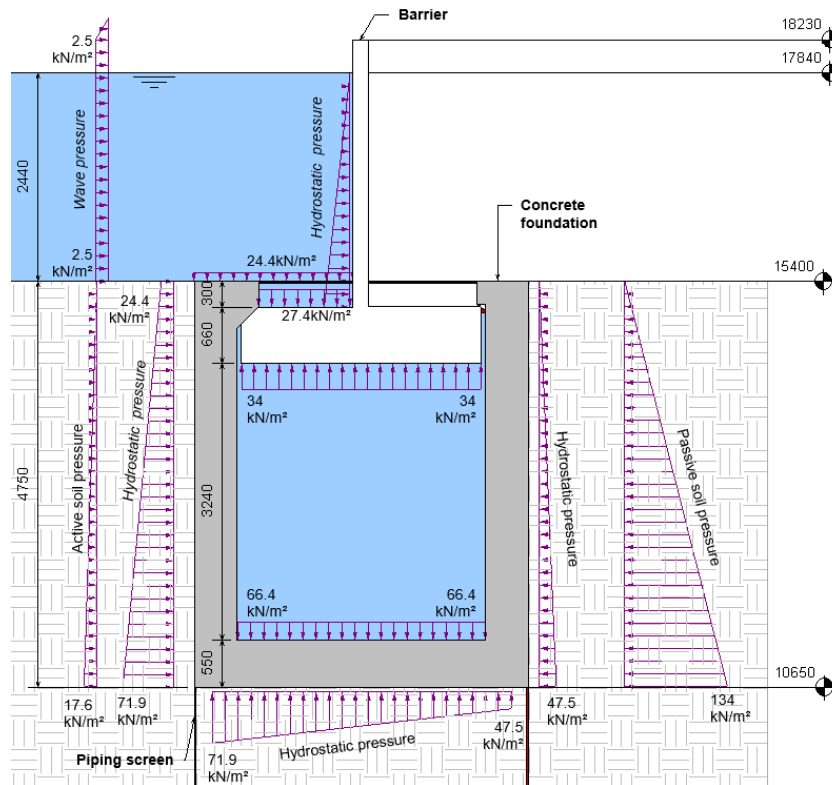 Barrier
18230
2.5
kN/m²
17840
2440
Wave pressure
Hydrostatic pressure
Concrete
foundation
2.5
kN/m²
24.4kN/m²
15400
24.4
kN/m²
300
27.4kN/m²
660
34
kN/m²
34
kN/m²
4750
Active soil pressure
Hydrostatic pressure
3240
Hydrostatic pressure
Passive soil pressure
66.4
kN/m²
66.4
kN/m²
550
10650
17.6
kN/m²
71.9
kN/m²
47.5
kN/m²
47.5
kN/m²
134
kN/m²
Hydrostatic pressure
Piping screen
71.9
kN/m²